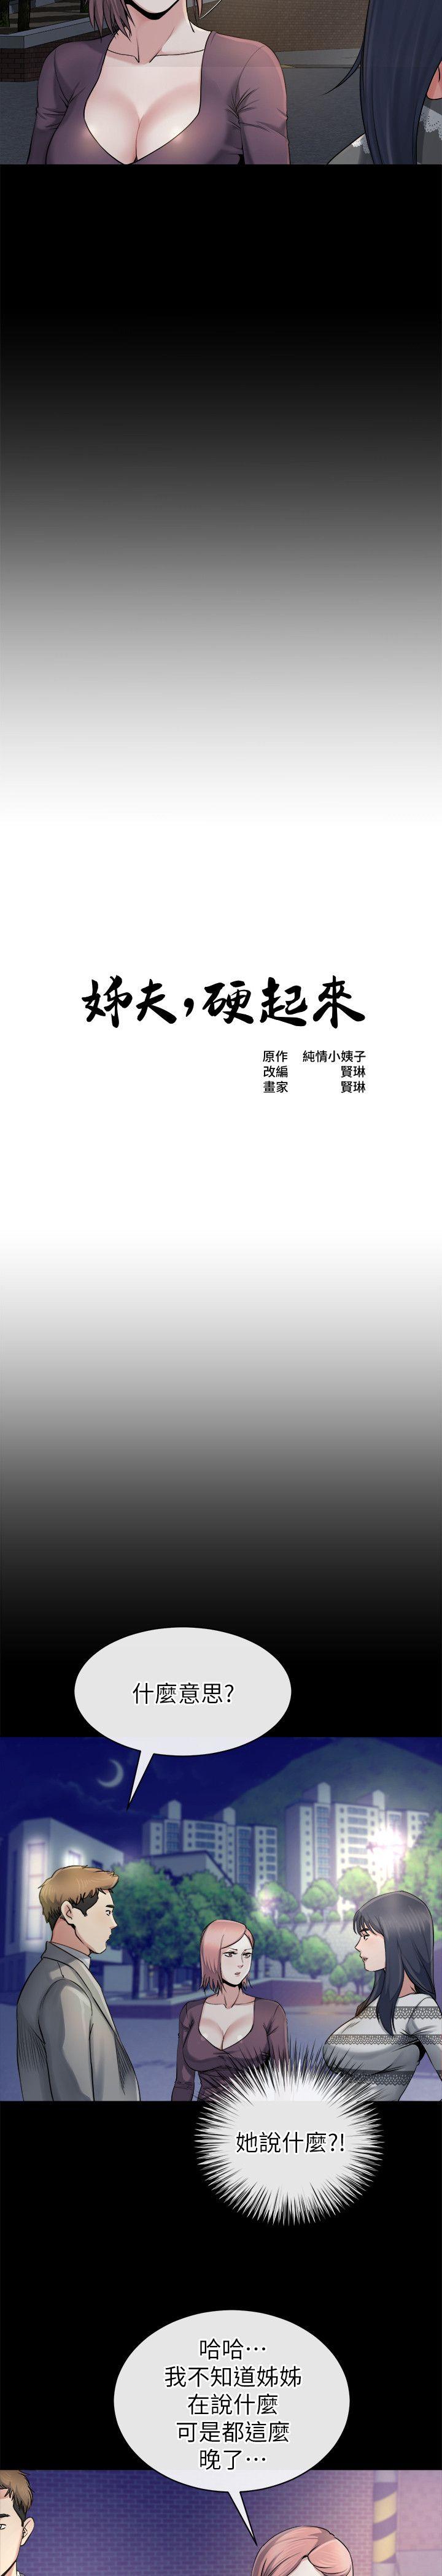 姊夫，硬起來
原作 純情小姨子
改編 賢琳
畫家 賢琳
什麼意思?
她說什麼?!
哈哈…
我不知道姊姊
在說什麼
可是都這麼
晚了…